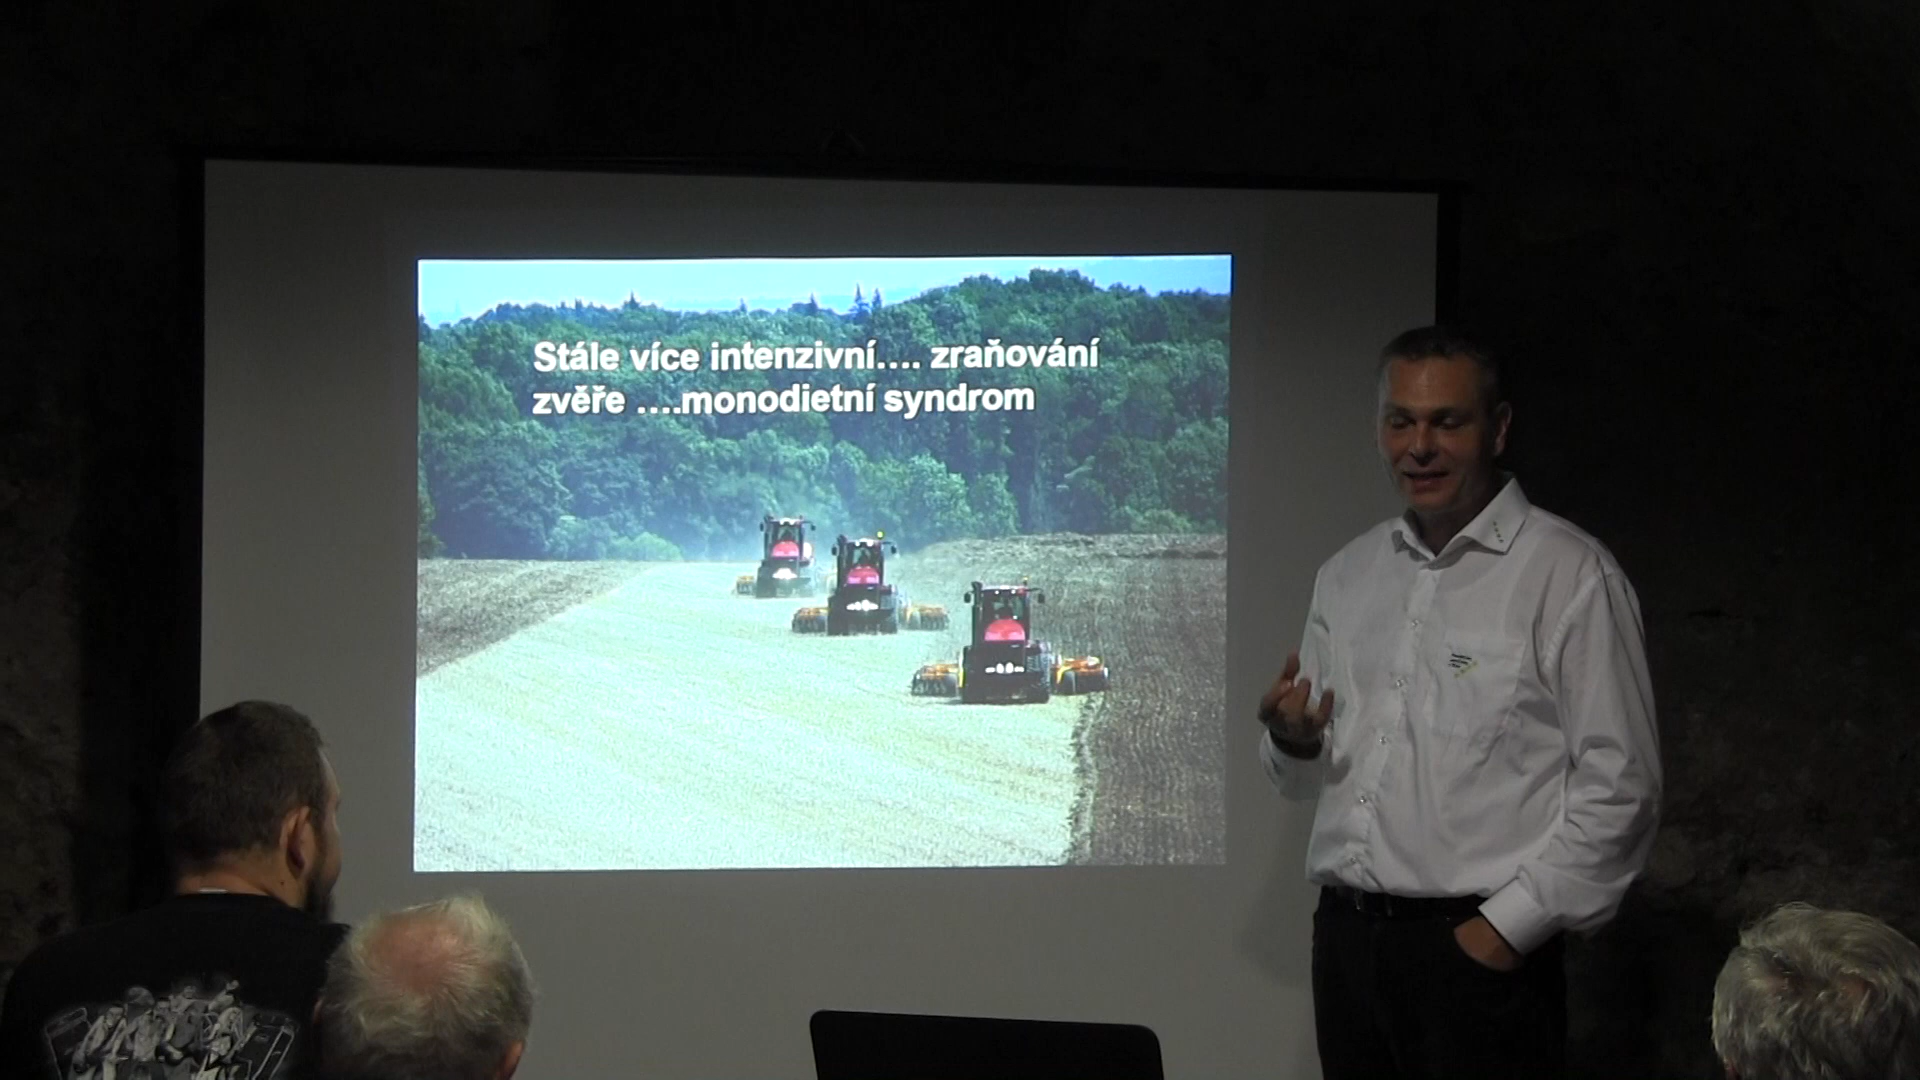 Stále více intenzivní.... zraňování
zvěře ....monodietní syndrom